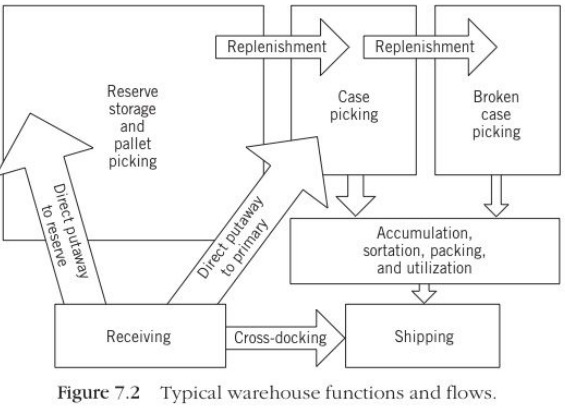 Replenishment
Replenishment
Reserve
storage
and
pallet
picking
Case
picking
Broken
case
picking
Direct putaway
to reserve
Direct putaway
to primary
Accumulation,
sortation, packing,
and utilization
Receiving
Cross-docking
Shipping
Figure 7.2 Typical warehouse functions and flows.